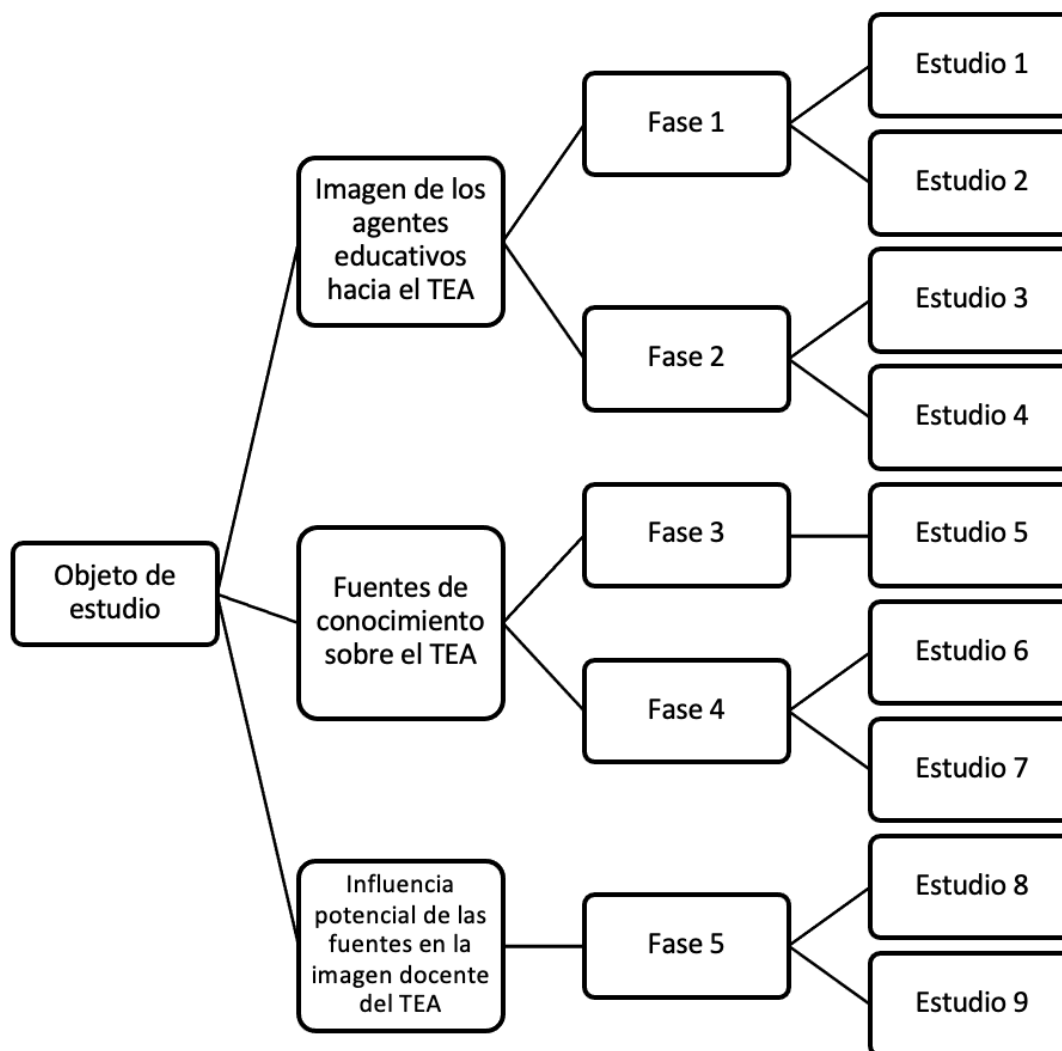 Objeto de
estudio
Imagen de los
agentes
educativos
hacia el TEA
Fase 1
Estudio 1
Estudio 2
Fase 2
Estudio 3
Estudio 4
Fuentes de
conocimiento
sobre el TEA
Fase 3
Estudio 5
Fase 4
Estudio 6
Estudio 7
Influencia
potencial de las
fuentes en la
imagen docente
del TEA
Fase 5
Estudio 8
Estudio 9